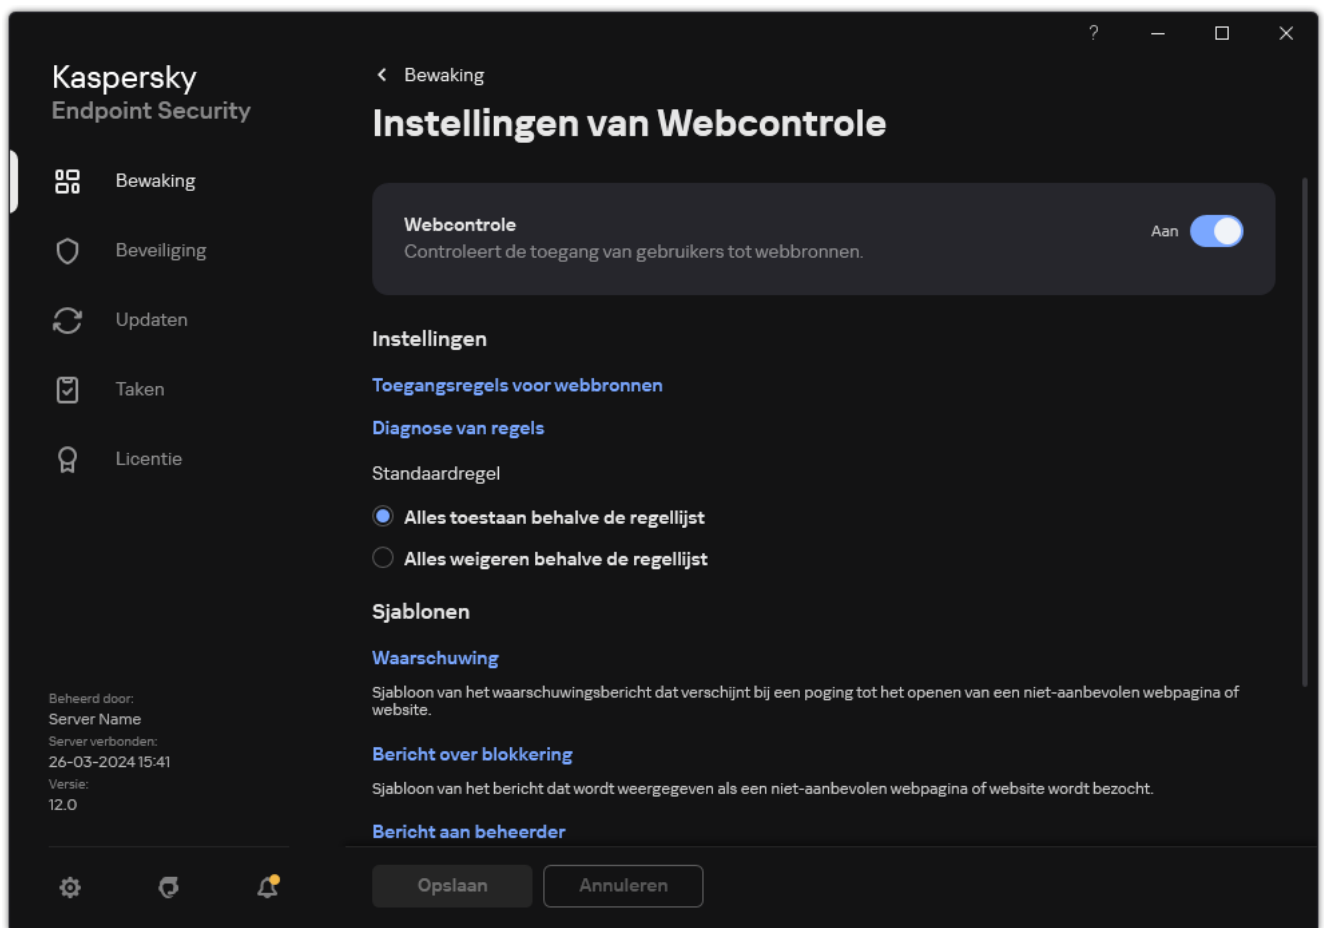 ?
Kaspersky
Endpoint Security
Bewaking
Beveiliging
Updaten
Taken
Licentie
Beheerd door:
Server Name
Server verbonden:
26-03-2024 15:41
Versie:
12.0
Bewaking
Instellingen van Webcontrole
Webcontrole
Controleert de toegang van gebruikers tot webbronnen.
Aan
Instellingen
Toegangsregels voor webbronnen
Diagnose van regels
Standaardregel
Alles toestaan behalve de regellijst
Alles weigeren behalve de regellijst
Sjablonen
Waarschuwing
Sjabloon van het waarschuwingsbericht dat verschijnt bij een poging tot het openen van een niet-aanbevolen webpagina of
website.
Bericht over blokkering
Sjabloon van het bericht dat wordt weergegeven als een niet-aanbevolen webpagina of website wordt bezocht.
Bericht aan beheerder
Opslaan
Annuleren